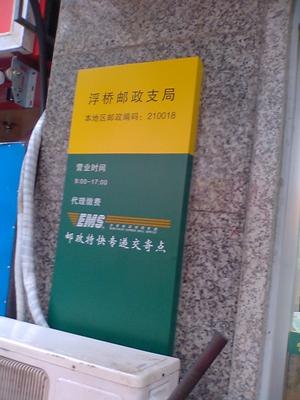 浮桥邮政支局
本地区邮政编码：210018
营业时间
9:00-17:00
代理缴费
EMS
邮政特快专递交寄点